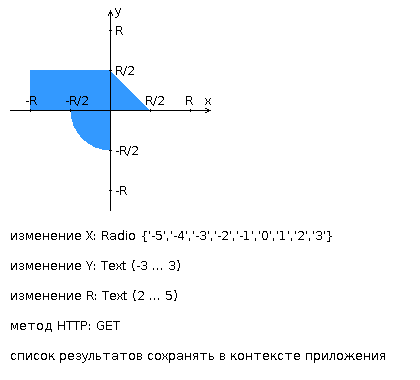 y
R
R/2
-R -R/2 R/2 R x
-R/2
-R
изменение X: Radio {'-5','-4','-3','-2','-1','0','1','2','3'}
изменение Y: Text (-3 ... 3)
изменение R: Text (2 ... 5)
метод HTTP: GET
список результатов сохранять в контексте приложения